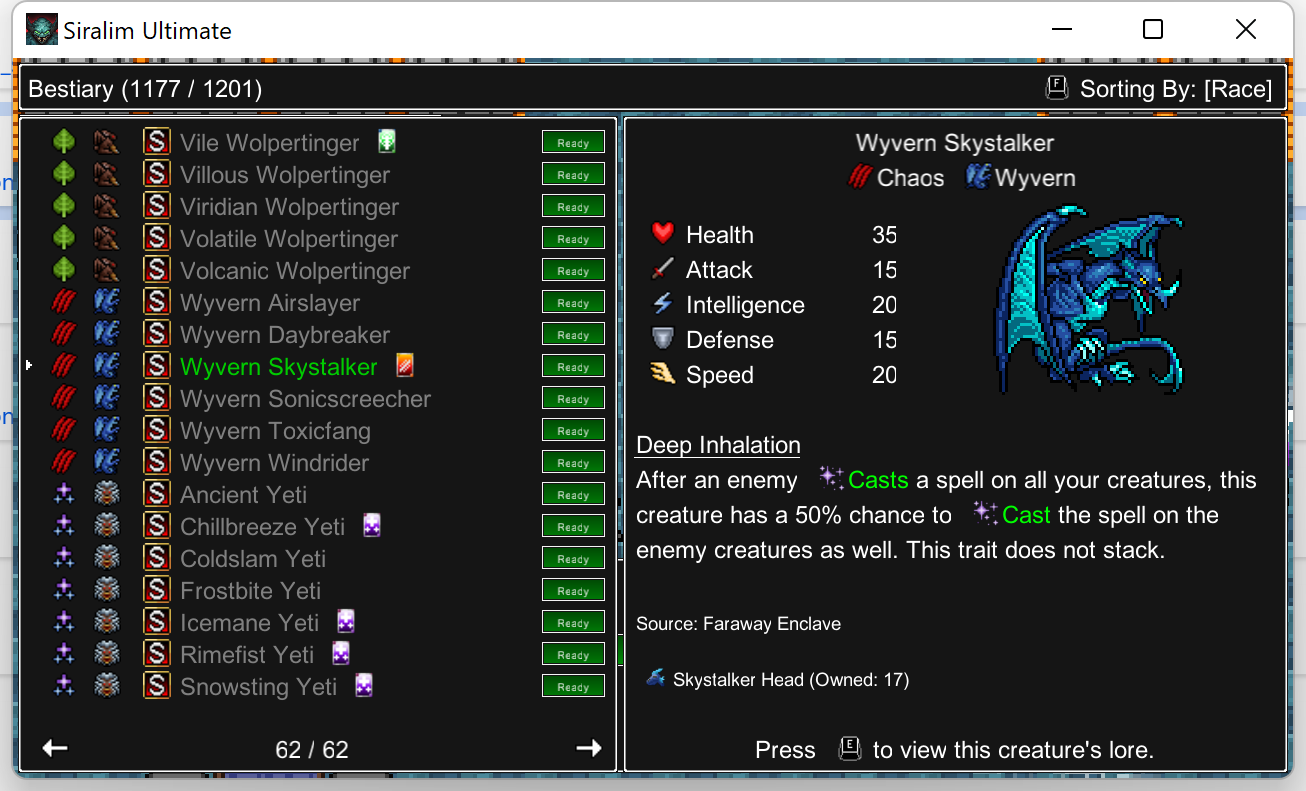 Siralim Ultimate
Bestiary (1177 / 1201)
F Sorting By: [Race]
S Vile Wolpertinger Ready
S Villous Wolpertinger Ready
S Viridian Wolpertinger Ready
S Volatile Wolpertinger Ready
S Volcanic Wolpertinger Ready
S Wyvern Airslayer Ready
S Wyvern Daybreaker Ready
S Wyvern Skystalker Ready
S Wyvern Sonicscreecher Ready
S Wyvern Toxicfang Ready
S Wyvern Windrider Ready
S Ancient Yeti Ready
S Chillbreeze Yeti Ready
S Coldslam Yeti Ready
S Frostbite Yeti Ready
S Icemane Yeti Ready
S Rimefist Yeti Ready
S Snowsting Yeti Ready
62 / 62
Wyvern Skystalker
Chaos Wyvern
Health 35
Attack 15
Intelligence 20
Defense 15
Speed 20
Deep Inhalation
After an enemy Casts a spell on all your creatures, this
creature has a 50% chance to Cast the spell on the
enemy creatures as well. This trait does not stack.
Source: Faraway Enclave
Skystalker Head (Owned: 17)
Press E to view this creature's lore.